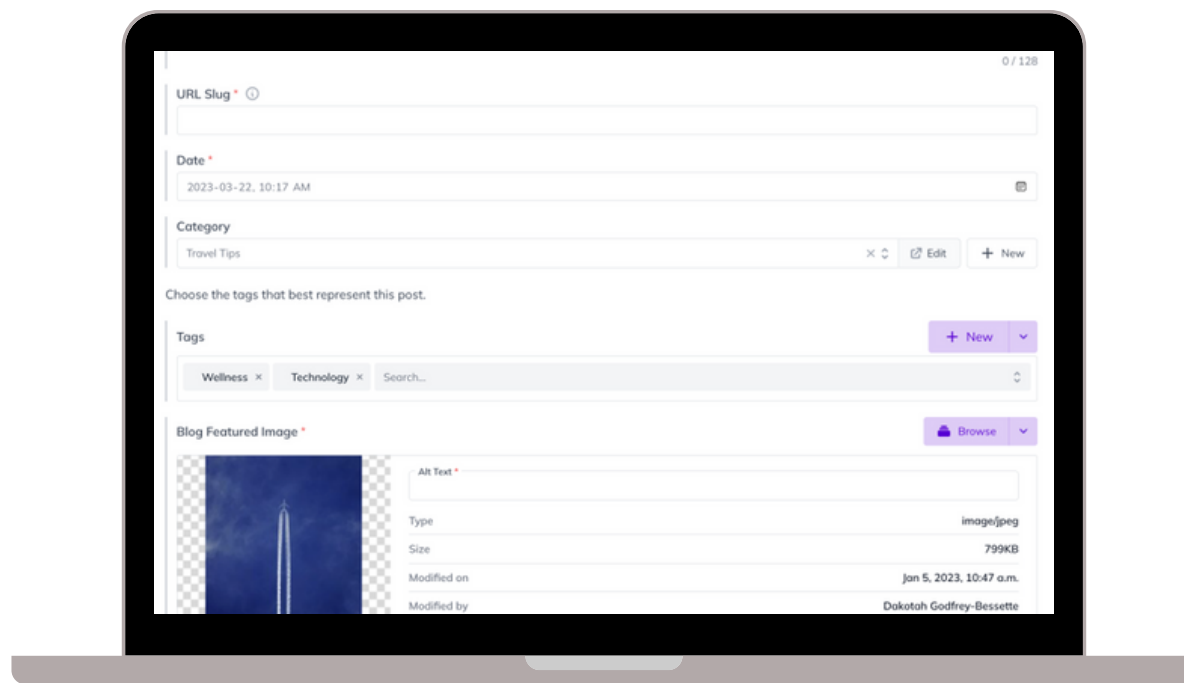 0 / 128
URL Slug *
Date *
2023-03-22, 10:17 AM
Category
Travel Tips
Edit
New
Choose the tags that best represent this post.
Tags
New
Wellness × Technology × Search...
Blog Featured Image *
Browse
Alt Text *
Type image/jpeg
Size 799KB
Modified on Jan 5, 2023, 10:47 a.m.
Modified by Dakotah Godfrey-Bessette